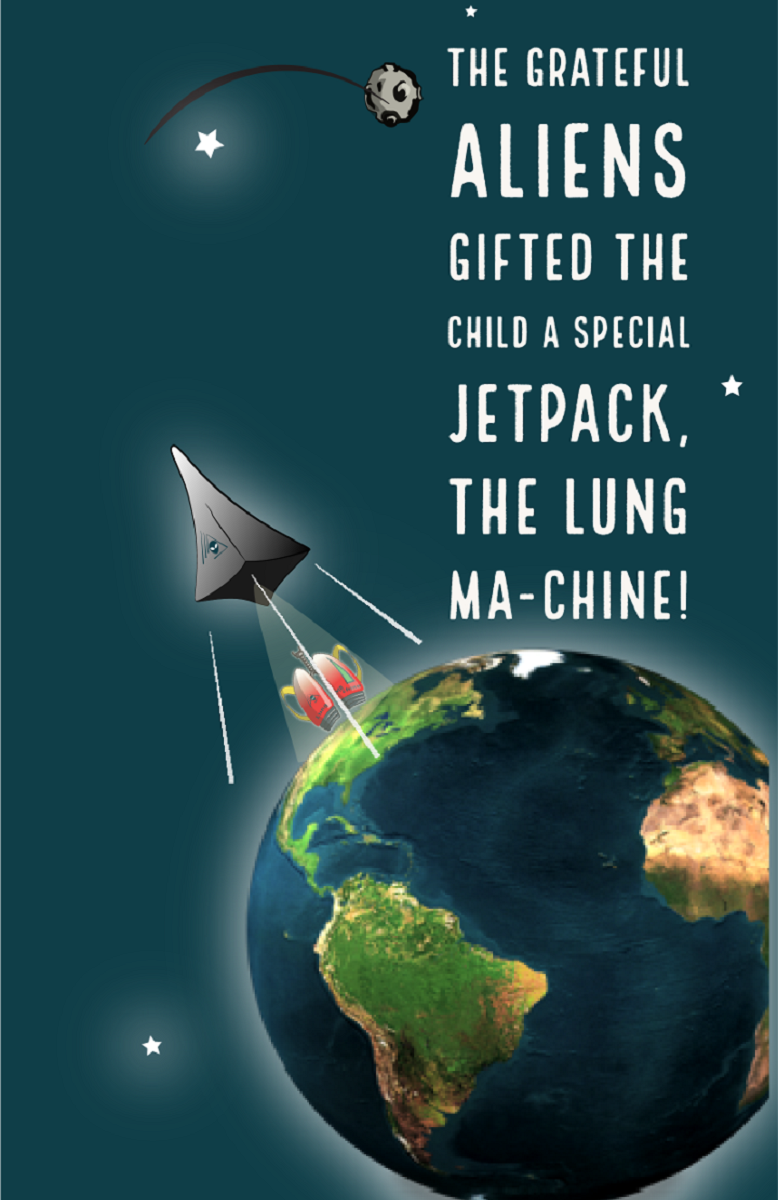 THE GRATEFUL
ALIENS
GIFTED THE
CHILD A SPECIAL
JETPACK,
THE LUNG
MA-CHINE!